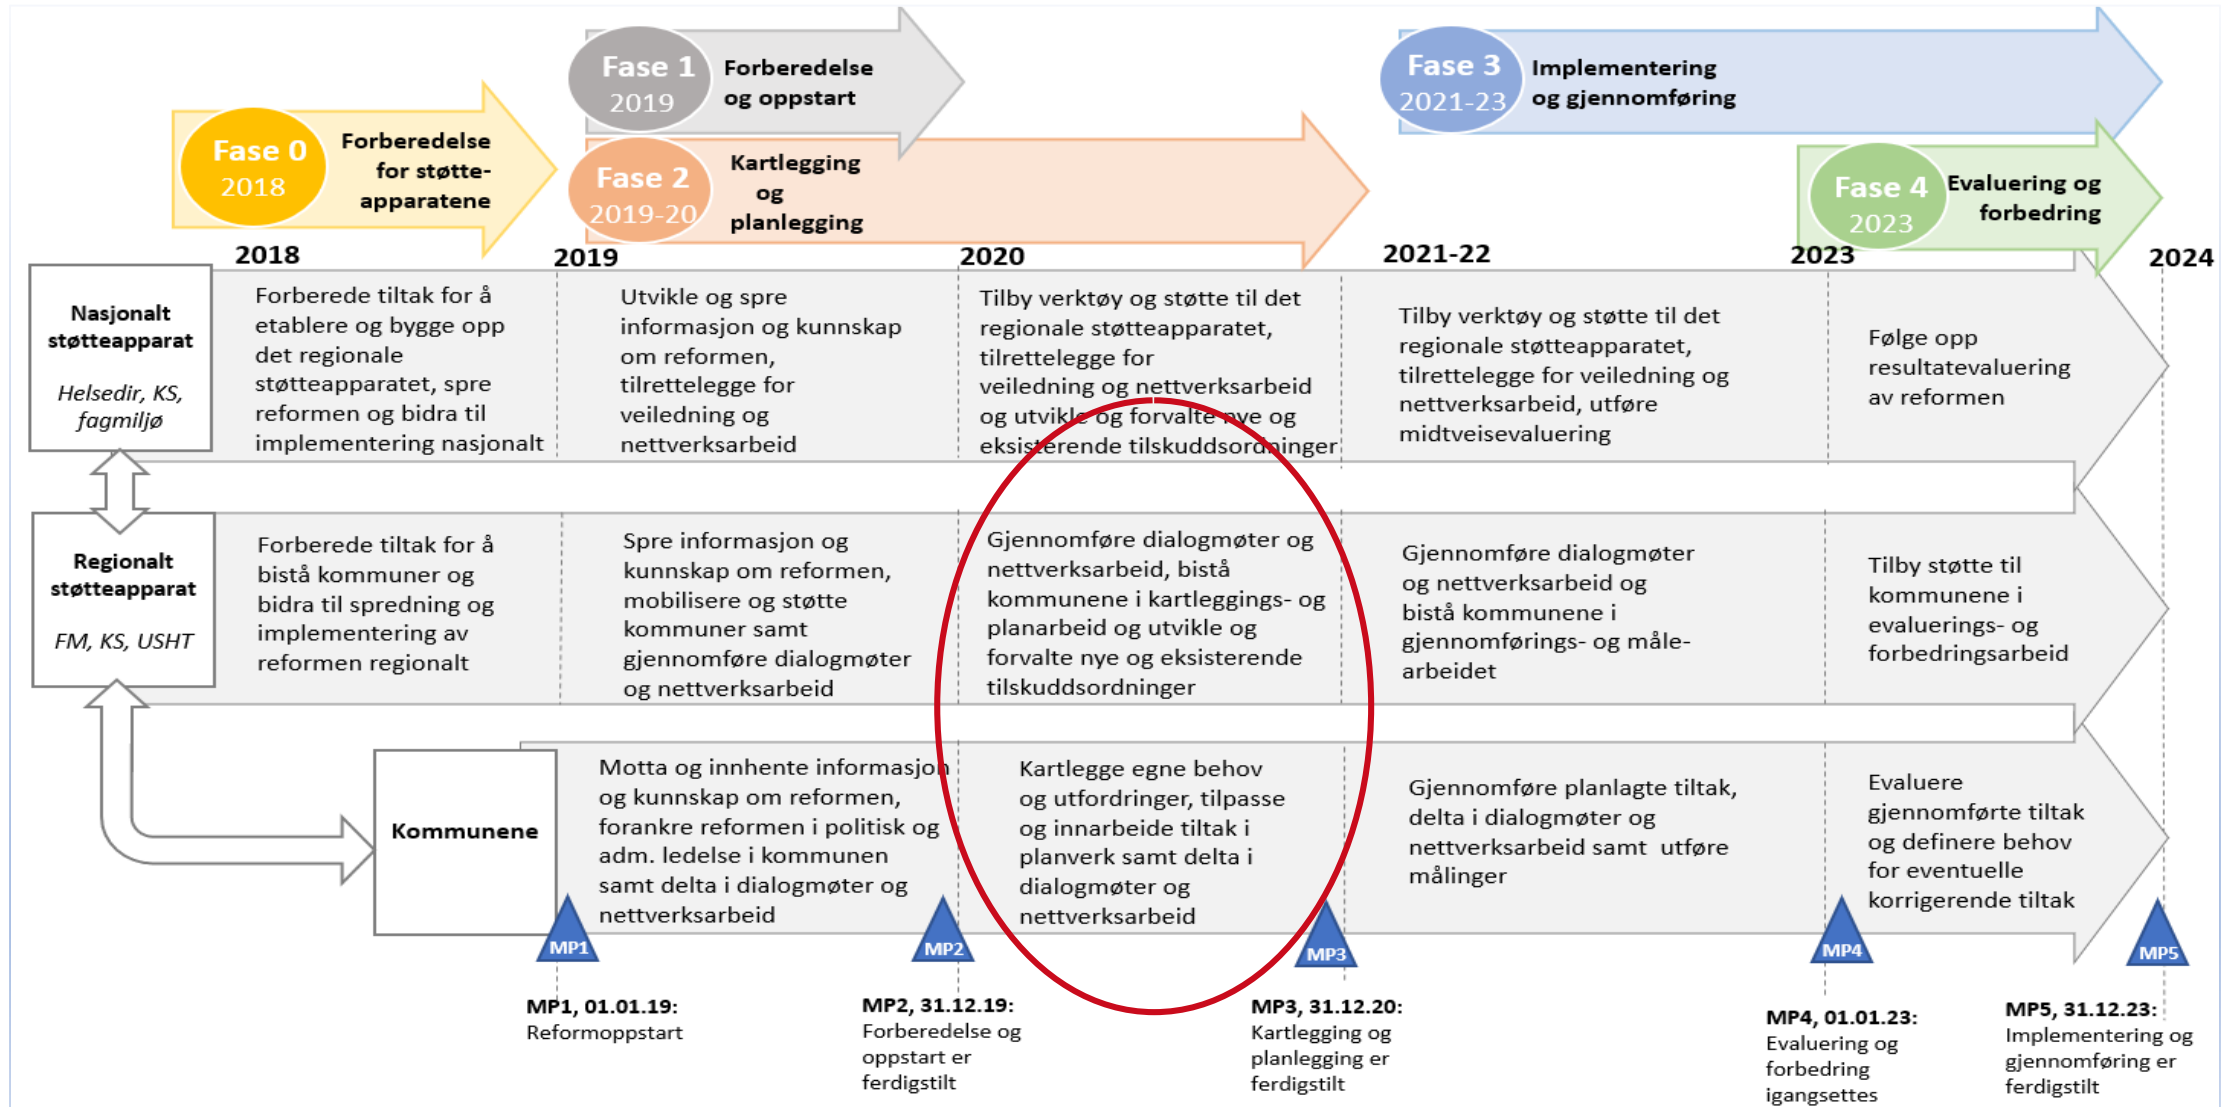 Fase 0
2018
Forberedelse
for støtte-
apparatene
Fase 1
2019
Forberedelse
og oppstart
Fase 2
2019-20
Kartlegging
og
planlegging
Fase 3
2021-23
Implementering
og gjennomføring
Fase 4
2023
Evaluering og
forbedring
2018
2019
2020
2021-22
2023
2024
Nasjonalt
støtteapparat
Helsedir, KS,
fagmiljø
Forberede tiltak for å
etablere og bygge opp
det regionale
støtteapparatet, spre
reformen og bidra til
implementering nasjonalt
Utvikle og spre
informasjon og kunnskap
om reformen,
tilrettelegge for
veiledning og
nettverksarbeid
Tilby verktøy og støtte til det
regionale støtteapparatet,
tilrettelegge for
veiledning og nettverksarbeid
og utvikle og forvalte nye og
eksisterende tilskuddsordninger
Tilby verktøy og støtte til det
regionale støtteapparatet,
tilrettelegge for veiledning og
nettverksarbeid, utføre
midtveisevaluering
Følge opp
resultatevaluering
av reformen
Regionalt
støtteapparat
FM, KS, USHT
Forberede tiltak for å
bistå kommuner og
bidra til spredning og
implementering av
reformen regionalt
Spre informasjon og
kunnskap om reformen,
mobilisere og støtte
kommuner samt
gjennomføre dialogmøter
og nettverksarbeid
Gjennomføre dialogmøter og
nettverksarbeid, bistå
kommunene i kartleggings- og
planarbeid og utvikle og
forvalte nye og eksisterende
tilskuddsordninger
Gjennomføre dialogmøter
og nettverksarbeid og
bistå kommunene i
gjennomførings- og måle-
arbeidet
Tilby støtte til
kommunene i
evaluerings- og
forbedringsarbeid
Kommunene
Motta og innhente informasjon
og kunnskap om reformen,
forankre reformen i politisk og
adm. ledelse i kommunen
samt delta i dialogmøter og
nettverksarbeid
Kartlegge egne behov
og utfordringer, tilpasse
og innarbeide tiltak i
planverk samt delta i
dialogmøter og
nettverksarbeid
Gjennomføre planlagte tiltak,
delta i dialogmøter og
nettverksarbeid samt utføre
målinger
Evaluere
gjennomførte tiltak
og definere behov
for eventuelle
korrigerende tiltak
MP1
MP2
MP3
MP4
MP5
MP1, 01.01.19:
Reformoppstart
MP2, 31.12.19:
Forberedelse og
oppstart er
ferdigstilt
MP3, 31.12.20:
Kartlegging og
planlegging er
ferdigstilt
MP4, 01.01.23:
Evaluering og
forbedring
igangsettes
MP5, 31.12.23:
Implementering og
gjennomføring er
ferdigstilt